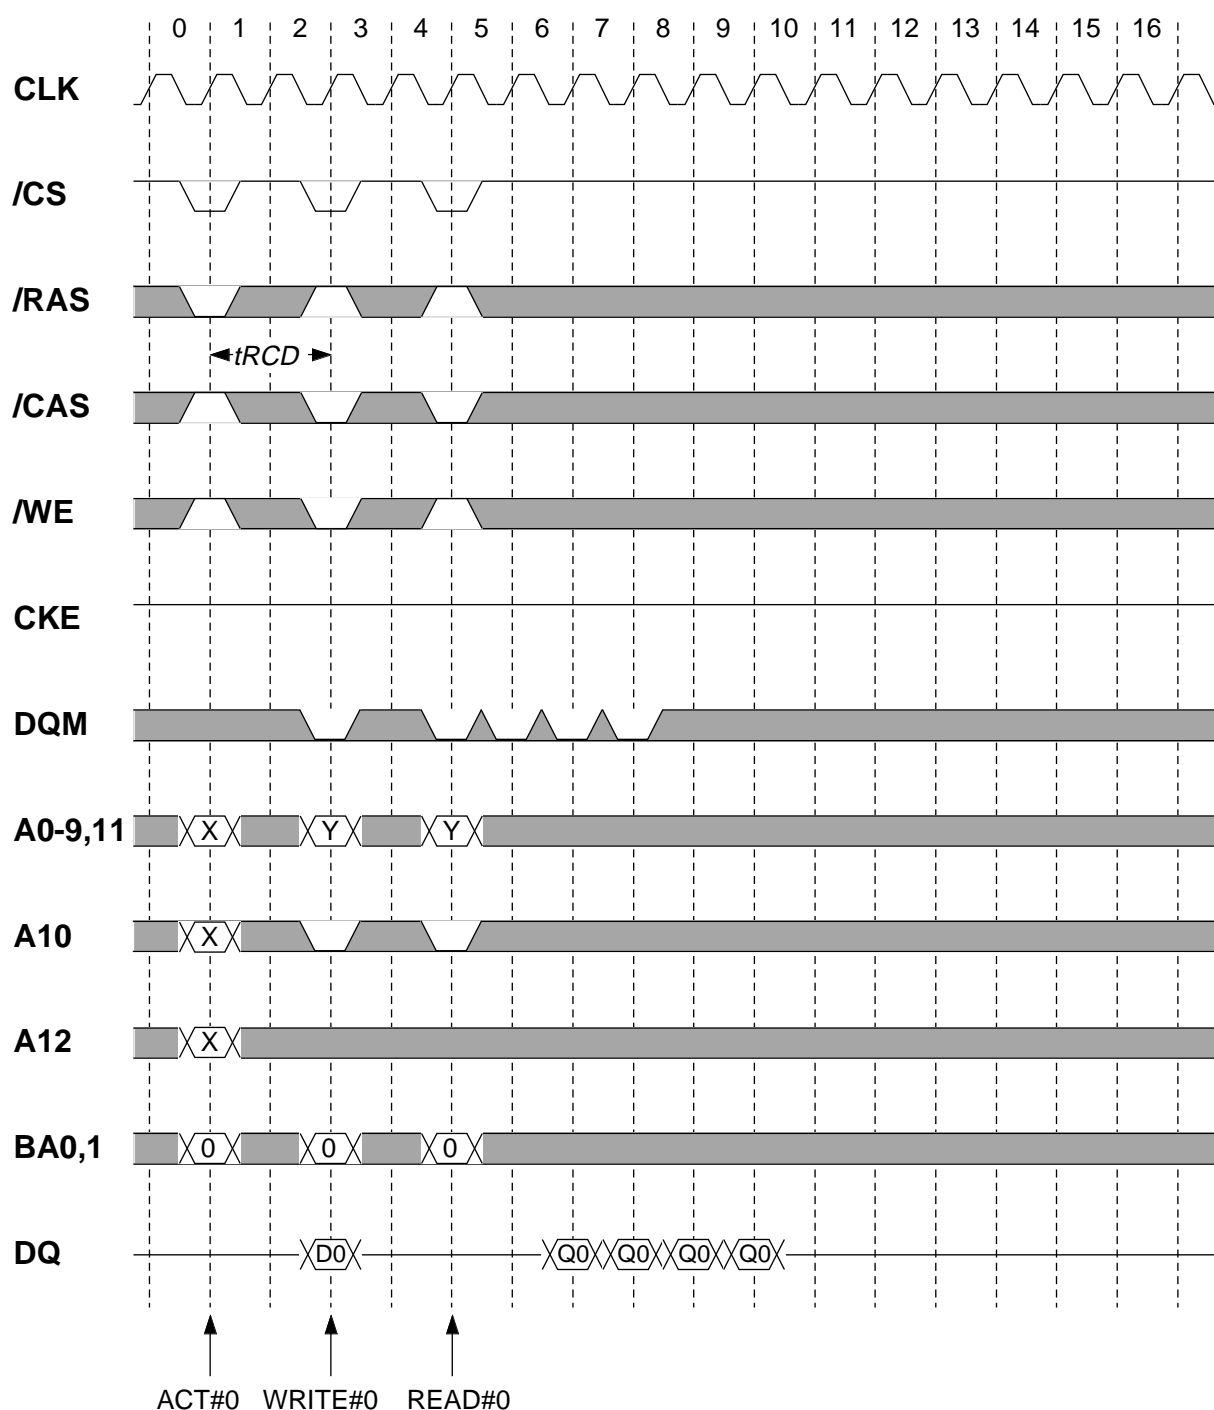 0 1 2 3 4 5 6 7 8 9 10 11 12 13 14 15 16
CLK
/CS
/RAS
tRCD
/CAS
/WE
CKE
DQM
A0-9,11 X Y Y
A10 X
A12 X
BA0,1 0 0 0
DQ D0 Q0 Q0 Q0 Q0
ACT#0 WRITE#0 READ#0